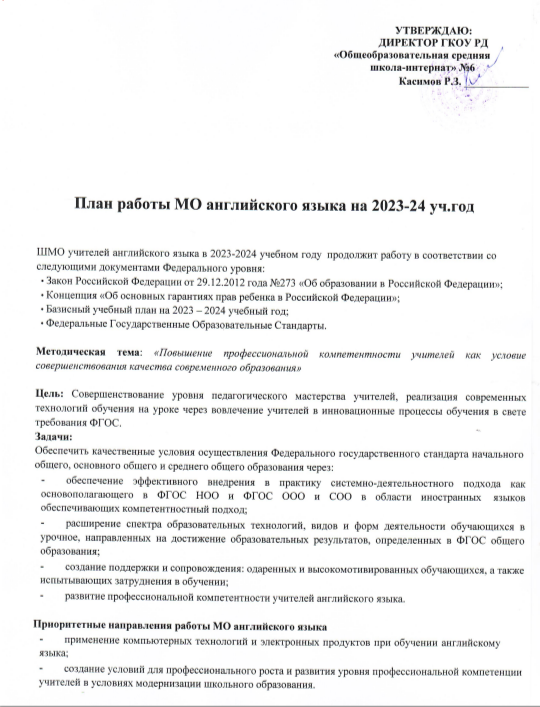 УТВЕРЖДАЮ:
ДИРЕКТОР ГКОУ РД
«Общеобразовательная средняя
школа-интернат» №6
Касимов Р.З. ____________
План работы МО английского языка на 2023-24 уч.год
ШМО учителей английского языка в 2023-2024 учебном году продолжит работу в соответствии со
следующими документами Федерального уровня:
• Закон Российской Федерации от 29.12.2012 года №273 «Об образовании в Российской Федерации»;
• Концепция «Об основных гарантиях прав ребенка в Российской Федерации»;
• Базисный учебный план на 2023 – 2024 учебный год;
• Федеральные Государственные Образовательные Стандарты.
Методическая тема: «Повышение профессиональной компетентности учителей как условие
совершенствования качества современного образования»
Цель: Совершенствование уровня педагогического мастерства учителей, реализация современных
технологий обучения на уроке через вовлечение учителей в инновационные процессы обучения в свете
требования ФГОС.
Задачи:
Обеспечить качественные условия осуществления Федерального государственного стандарта начального
общего, основного общего и среднего общего образования через:
- обеспечение эффективного внедрения в практику системно-деятельностного подхода как
основополагающего в ФГОС НОО и ФГОС ООО и СОО в области иностранных языков
обеспечивающих компетентностный подход;
- расширение спектра образовательных технологий, видов и форм деятельности обучающихся в
урочное, направленных на достижение образовательных результатов, определенных в ФГОС общего
образования;
- создание поддержки и сопровождения: одаренных и высокомотивированных обучающихся, а также
испытывающих затруднения в обучении;
- развитие профессиональной компетентности учителей английского языка.
Приоритетные направления работы МО английского языка
- применение компьютерных технологий и электронных продуктов при обучении английскому
языка;
- создание условий для профессионального роста и развития уровня профессиональной компетенции
учителей в условиях модернизации школьного образования.